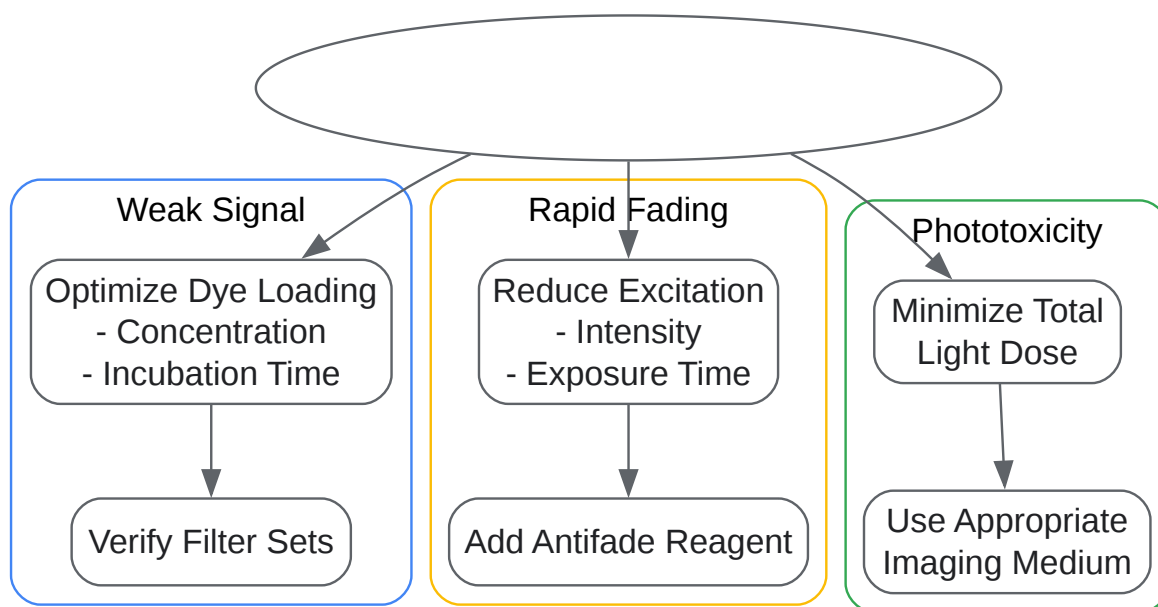 Weak Signal
Optimize Dye Loading
- Concentration
- Incubation Time
Verify Filter Sets
Rapid Fading
Reduce Excitation
- Intensity
- Exposure Time
Add Antifade Reagent
Phototoxicity
Minimize Total
Light Dose
Use Appropriate
Imaging Medium